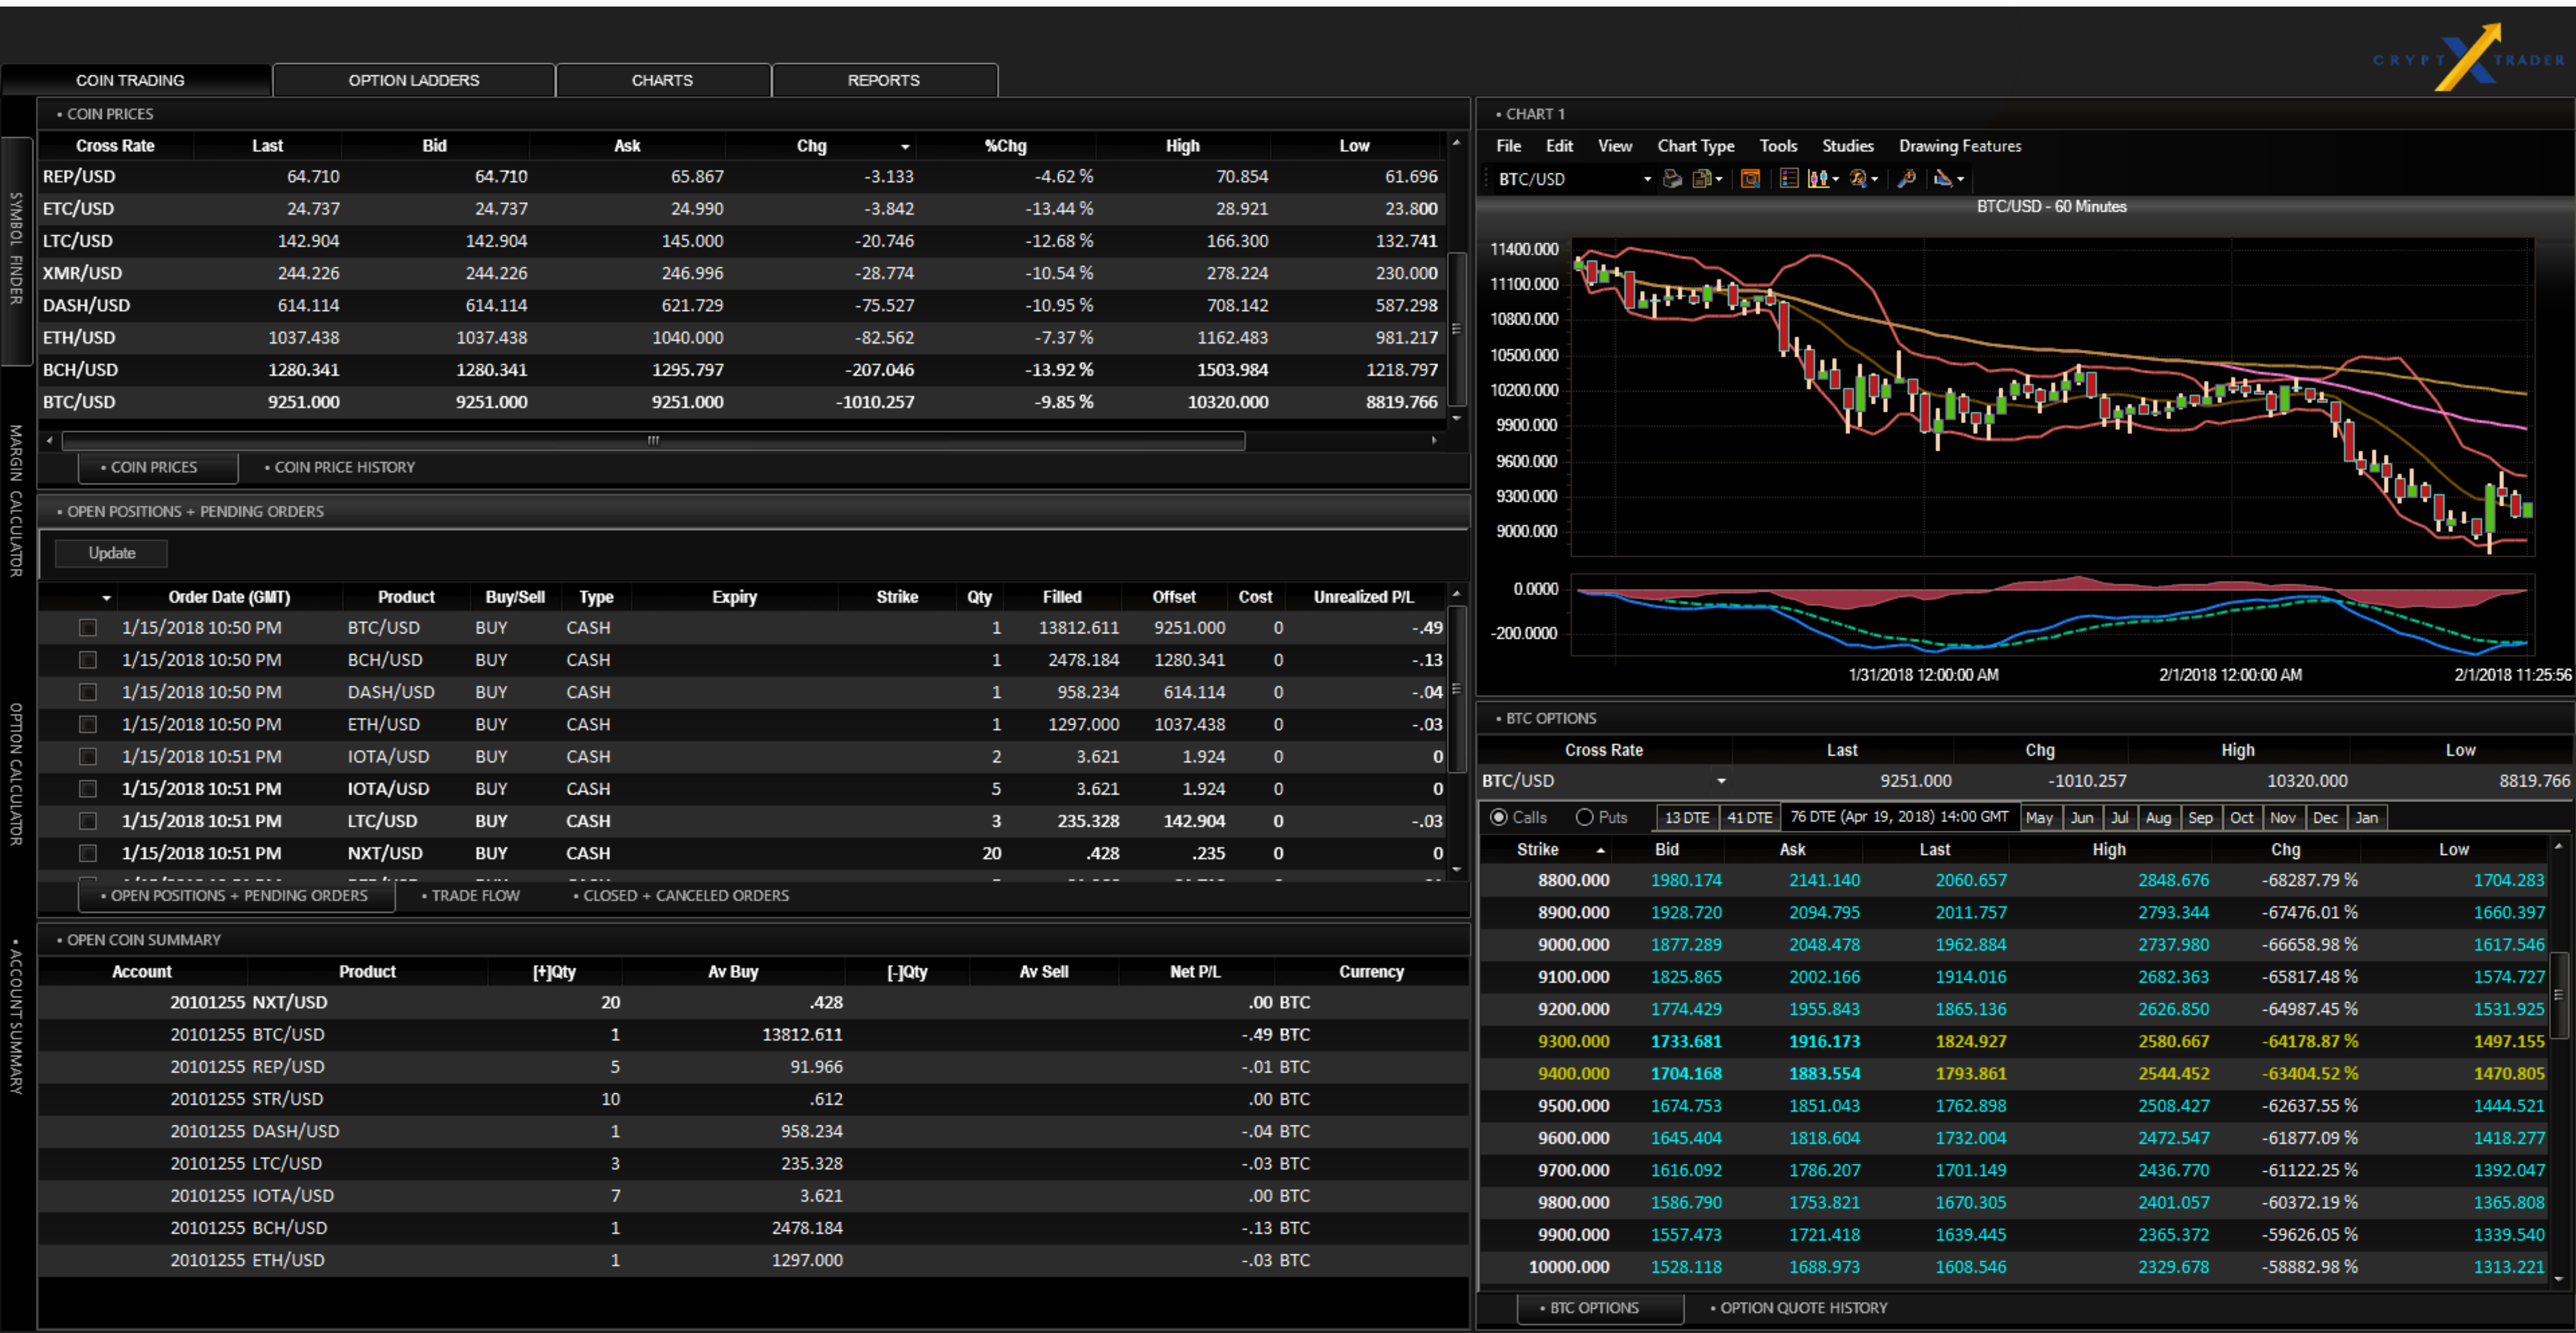 CRYPT TRADER
COIN TRADING OPTION LADDERS CHARTS REPORTS
SYMBOL FINDER
MARGIN CALCULATOR
OPTION CALCULATOR
• ACCOUNT SUMMARY
• COIN PRICES
Cross Rate Last Bid Ask Chg %Chg High Low
REP/USD 64.710 64.710 65.867 -3.133 -4.62 % 70.854 61.696
ETC/USD 24.737 24.737 24.990 -3.842 -13.44 % 28.921 23.800
LTC/USD 142.904 142.904 145.000 -20.746 -12.68 % 166.300 132.741
XMR/USD 244.226 244.226 246.996 -28.774 -10.54 % 278.224 230.000
DASH/USD 614.114 614.114 621.729 -75.527 -10.95 % 708.142 587.298
ETH/USD 1037.438 1037.438 1040.000 -82.562 -7.37 % 1162.483 981.217
BCH/USD 1280.341 1280.341 1295.797 -207.046 -13.92 % 1503.984 1218.797
BTC/USD 9251.000 9251.000 9251.000 -1010.257 -9.85 % 10320.000 8819.766
• COIN PRICES • COIN PRICE HISTORY
• OPEN POSITIONS + PENDING ORDERS
Update
Order Date (GMT) Product Buy/Sell Type Expiry Strike Qty Filled Offset Cost Unrealized P/L
1/15/2018 10:50 PM BTC/USD BUY CASH 1 13812.611 9251.000 0 -.49
1/15/2018 10:50 PM BCH/USD BUY CASH 1 2478.184 1280.341 0 -.13
1/15/2018 10:50 PM DASH/USD BUY CASH 1 958.234 614.114 0 -.04
1/15/2018 10:50 PM ETH/USD BUY CASH 1 1297.000 1037.438 0 -.03
1/15/2018 10:51 PM IOTA/USD BUY CASH 2 3.621 1.924 0 0
1/15/2018 10:51 PM IOTA/USD BUY CASH 5 3.621 1.924 0 0
1/15/2018 10:51 PM LTC/USD BUY CASH 3 235.328 142.904 0 -.03
1/15/2018 10:51 PM NXT/USD BUY CASH 20 .428 .235 0 0
• OPEN POSITIONS + PENDING ORDERS • TRADE FLOW • CLOSED + CANCELED ORDERS
• OPEN COIN SUMMARY
Account Product [+]Qty Av Buy [-]Qty Av Sell Net P/L Currency
20101255 NXT/USD 20 .428 .00 BTC
20101255 BTC/USD 1 13812.611 -.49 BTC
20101255 REP/USD 5 91.966 -.01 BTC
20101255 STR/USD 10 .612 .00 BTC
20101255 DASH/USD 1 958.234 -.04 BTC
20101255 LTC/USD 3 235.328 -.03 BTC
20101255 IOTA/USD 7 3.621 .00 BTC
20101255 BCH/USD 1 2478.184 -.13 BTC
20101255 ETH/USD 1 1297.000 -.03 BTC
• CHART 1
File Edit View Chart Type Tools Studies Drawing Features
BTC/USD
BTC/USD - 60 Minutes
11400.000
11100.000
10800.000
10500.000
10200.000
9900.000
9600.000
9300.000
9000.000
0.0000
-200.0000
1/31/2018 12:00:00 AM 2/1/2018 12:00:00 AM 2/1/2018 11:25:56
• BTC OPTIONS
Cross Rate Last Chg High Low
BTC/USD 9251.000 -1010.257 10320.000 8819.766
Calls Puts 13 DTE 41 DTE 76 DTE (Apr 19, 2018) 14:00 GMT May Jun Jul Aug Sep Oct Nov Dec Jan
Strike Bid Ask Last High Chg Low
8800.000 1980.174 2141.140 2060.657 2848.676 -68287.79 % 1704.283
8900.000 1928.720 2094.795 2011.757 2793.344 -67476.01 % 1660.397
9000.000 1877.289 2048.478 1962.884 2737.980 -66658.98 % 1617.546
9100.000 1825.865 2002.166 1914.016 2682.363 -65817.48 % 1574.727
9200.000 1774.429 1955.843 1865.136 2626.850 -64987.45 % 1531.925
9300.000 1733.681 1916.173 1824.927 2580.667 -64178.87 % 1497.155
9400.000 1704.168 1883.554 1793.861 2544.452 -63404.52 % 1470.805
9500.000 1674.753 1851.043 1762.898 2508.427 -62637.55 % 1444.521
9600.000 1645.404 1818.604 1732.004 2472.547 -61877.09 % 1418.277
9700.000 1616.092 1786.207 1701.149 2436.770 -61122.25 % 1392.047
9800.000 1586.790 1753.821 1670.305 2401.057 -60372.19 % 1365.808
9900.000 1557.473 1721.418 1639.445 2365.372 -59626.05 % 1339.540
10000.000 1528.118 1688.973 1608.546 2329.678 -58882.98 % 1313.221
• BTC OPTIONS • OPTION QUOTE HISTORY